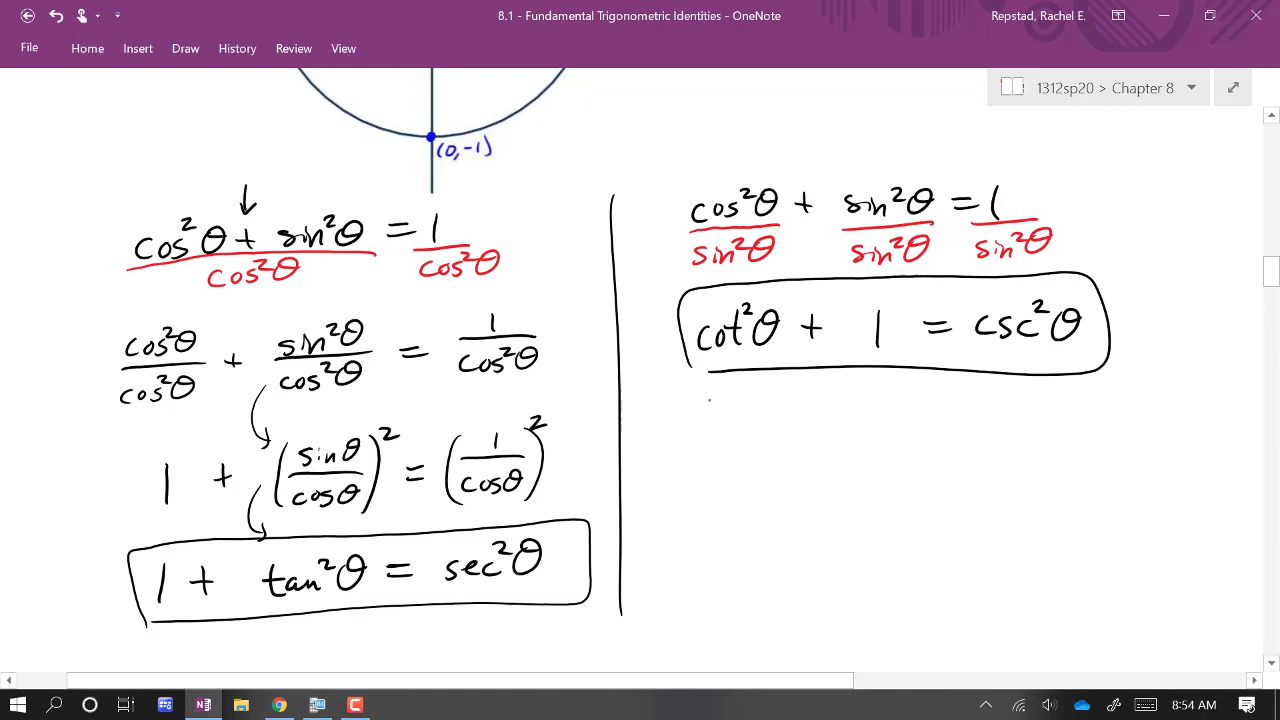 8.1 - Fundamental Trigonometric Identities - OneNote
Repstad, Rachel E.
File Home Insert Draw History Review View
1312sp20 > Chapter 8
(0,-1)
cos²θ + sin²θ = 1
cos²θ cos²θ
cos²θ/cos²θ + sin²θ/cos²θ = 1/cos²θ
1 + (sinθ/cosθ)² = (1/cosθ)²
1 + tan²θ = sec²θ
cos²θ + sin²θ = 1
sin²θ sin²θ sin²θ
cot²θ + 1 = csc²θ
8:54 AM